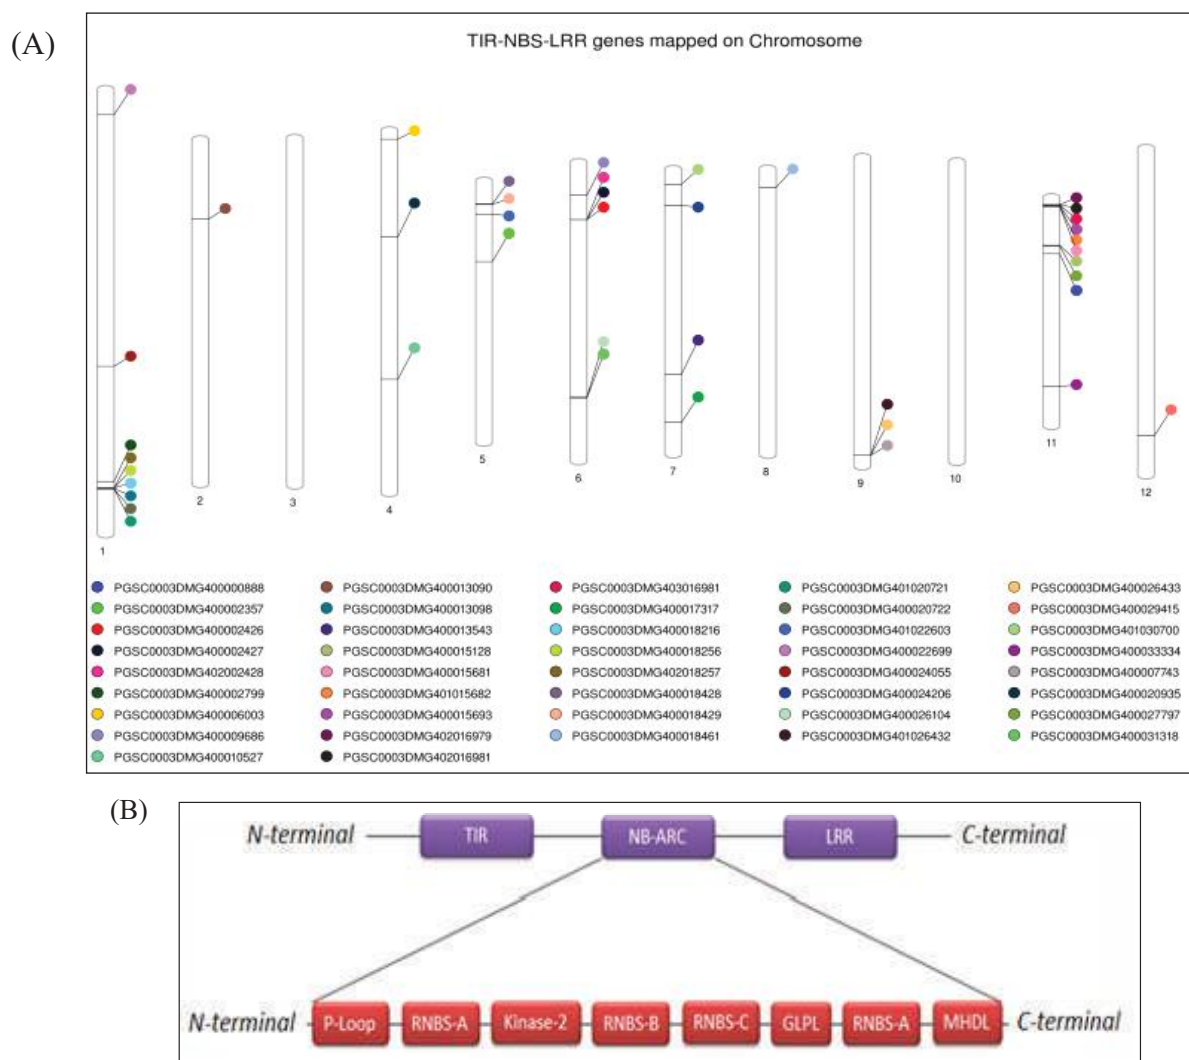 (A)
TIR-NBS-LRR genes mapped on Chromosome
1
2
3
4
5
6
7
8
9
10
11
12
PGSC0003DMG400000888
PGSC0003DMG400002357
PGSC0003DMG400002426
PGSC0003DMG400002427
PGSC0003DMG402002428
PGSC0003DMG400002799
PGSC0003DMG400006003
PGSC0003DMG400009686
PGSC0003DMG400010527
PGSC0003DMG400013090
PGSC0003DMG400013098
PGSC0003DMG400013543
PGSC0003DMG400015128
PGSC0003DMG400015681
PGSC0003DMG401015682
PGSC0003DMG400015693
PGSC0003DMG402016979
PGSC0003DMG402016981
PGSC0003DMG403016981
PGSC0003DMG400017317
PGSC0003DMG400018216
PGSC0003DMG400018256
PGSC0003DMG402018257
PGSC0003DMG400018428
PGSC0003DMG400018429
PGSC0003DMG400018461
PGSC0003DMG401020721
PGSC0003DMG400020722
PGSC0003DMG401022603
PGSC0003DMG400022699
PGSC0003DMG400024055
PGSC0003DMG400024206
PGSC0003DMG400026104
PGSC0003DMG401026432
PGSC0003DMG400026433
PGSC0003DMG400029415
PGSC0003DMG401030700
PGSC0003DMG400033334
PGSC0003DMG400007743
PGSC0003DMG400020935
PGSC0003DMG400027797
PGSC0003DMG400031318
(B)
N-terminal TIR NB-ARC LRR C-terminal
N-terminal P-Loop RNBS-A Kinase-2 RNBS-B RNBS-C GLPL RNBS-A MHDL C-terminal